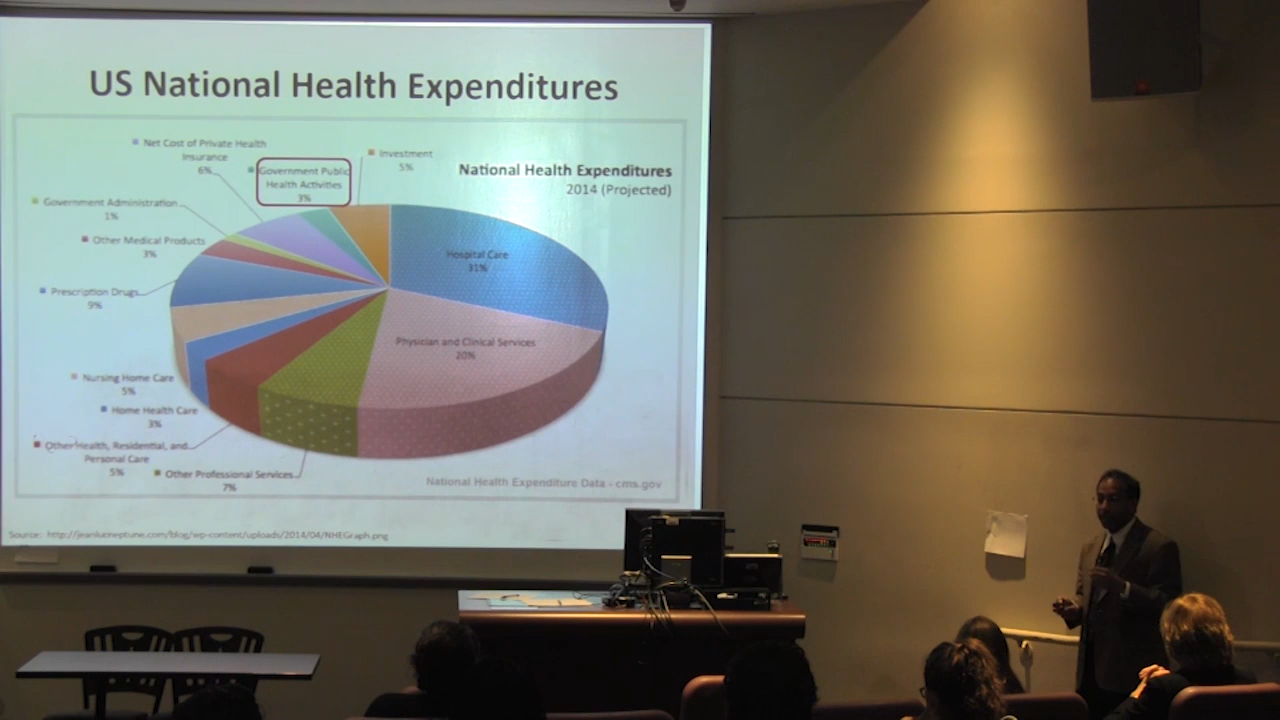 US National Health Expenditures
Net Cost of Private Health
Insurance
6%
Government Public
Health Activities
3%
Investment
5%
National Health Expenditures
2014 (Projected)
Government Administration
1%
Other Medical Products
3%
Prescription Drugs
9%
Hospital Care
31%
Physician and Clinical Services
20%
Nursing Home Care
5%
Home Health Care
3%
Other Health, Residential, and
Personal Care
5%
Other Professional Services
7%
National Health Expenditure Data - cms.gov
Source: http://jeanlucneptune.com/blog/wp-content/uploads/2014/04/NHEGraph.png